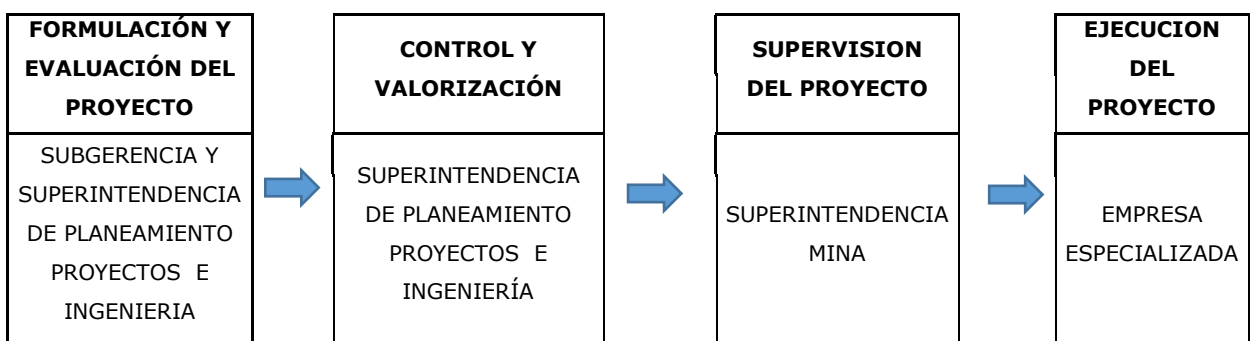 FORMULACIÓN Y
EVALUACIÓN DEL
PROYECTO
SUBGERENCIA Y
SUPERINTENDENCIA
DE PLANEAMIENTO
PROYECTOS E
INGENIERIA
CONTROL Y
VALORIZACIÓN
SUPERINTENDENCIA
DE PLANEAMIENTO
PROYECTOS E
INGENIERÍA
SUPERVISION
DEL PROYECTO
SUPERINTENDENCIA
MINA
EJECUCION
DEL
PROYECTO
EMPRESA
ESPECIALIZADA